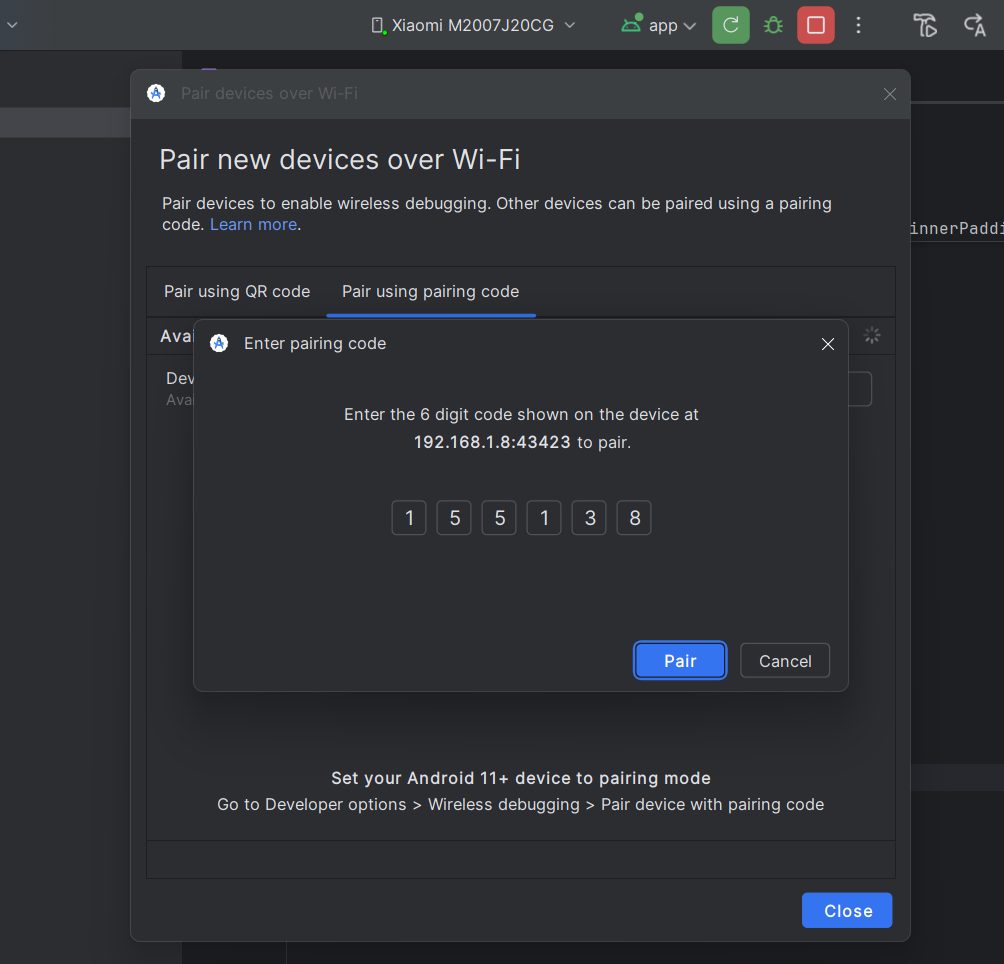 Xiaomi M2007J20CG
app
Pair devices over Wi-Fi
Pair new devices over Wi-Fi
Pair devices to enable wireless debugging. Other devices can be paired using a pairing
code. Learn more.
innerPaddi
Pair using QR code
Pair using pairing code
Avai
Enter pairing code
Dev
Avai
Enter the 6 digit code shown on the device at
192.168.1.8:43423 to pair.
1 5 5 1 3 8
Pair
Cancel
Set your Android 11+ device to pairing mode
Go to Developer options > Wireless debugging > Pair device with pairing code
Close